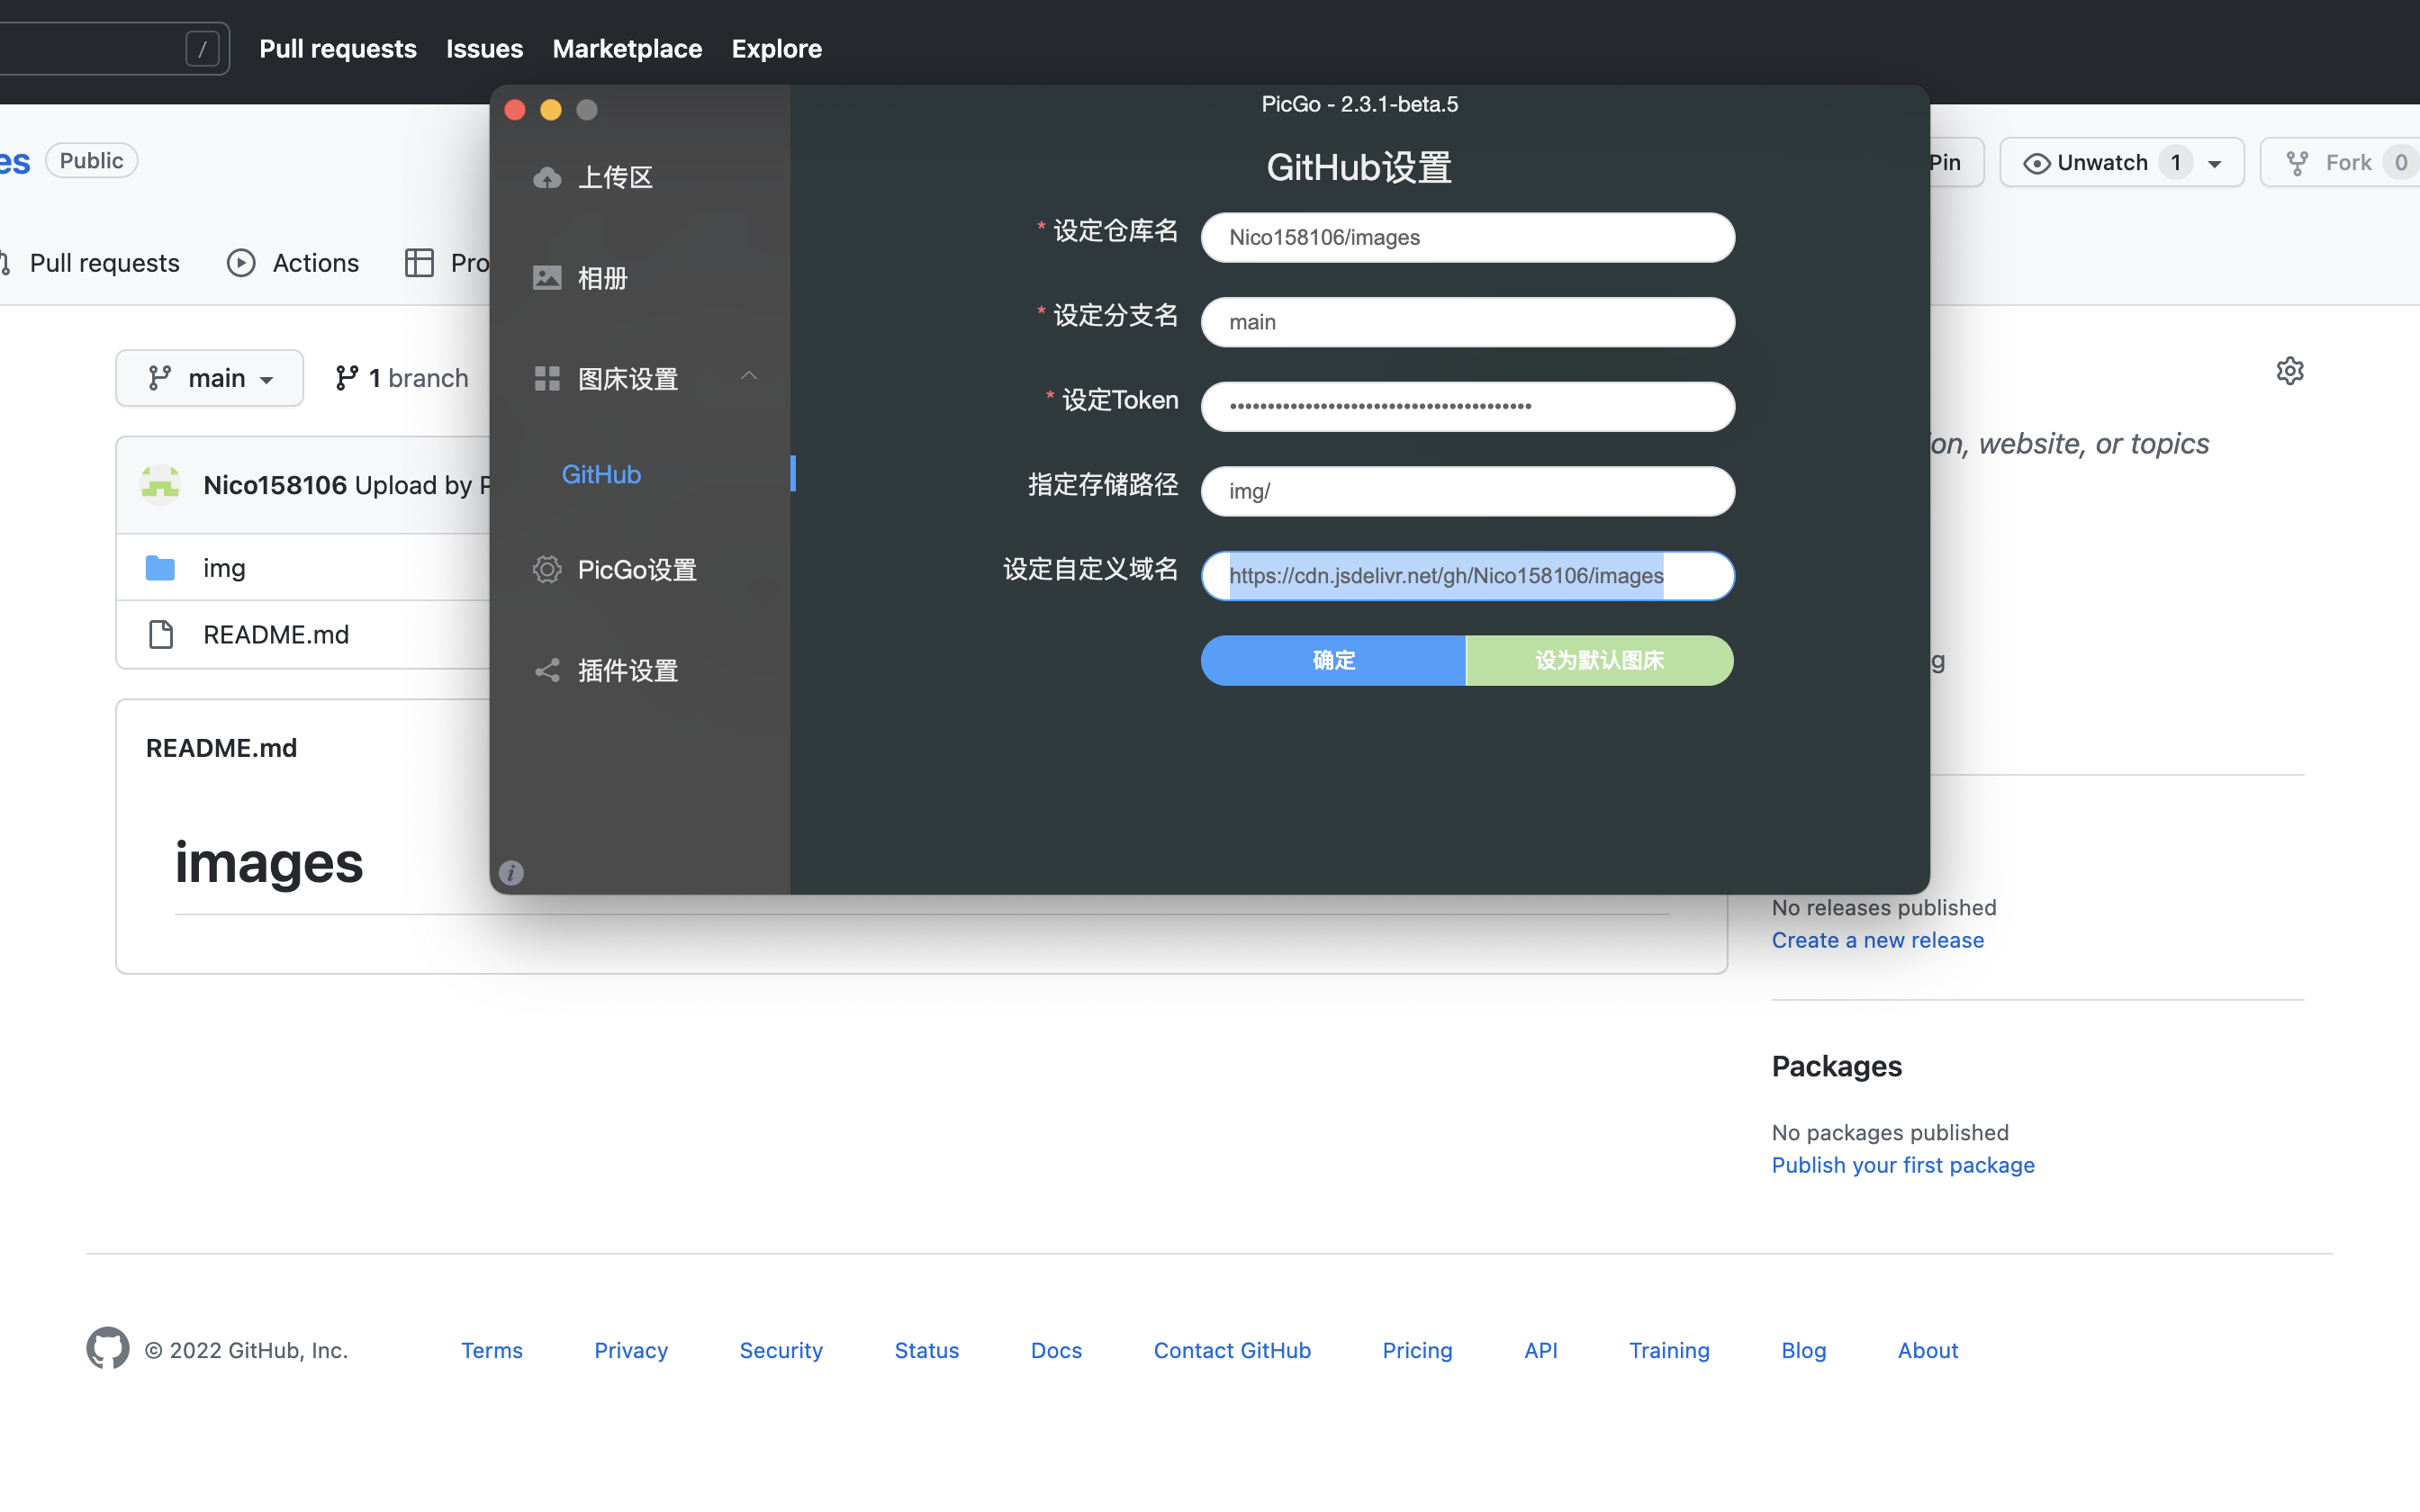 /
Pull requests
Issues
Marketplace
Explore
es
Public
Pin
Unwatch 1
Fork 0
Pull requests
Actions
Pro
main
1 branch
Nico158106 Upload by P
img
README.md
README.md
images
PicGo - 2.3.1-beta.5
上传区
相册
图床设置
GitHub
PicGo设置
插件设置
GitHub设置
* 设定仓库名
Nico158106/images
* 设定分支名
main
* 设定Token
••••••••••••••••••••••••••••••••••••••••
指定存储路径
img/
设定自定义域名
https://cdn.jsdelivr.net/gh/Nico158106/images
确定
设为默认图床
ion, website, or topics
g
No releases published
Create a new release
Packages
No packages published
Publish your first package
© 2022 GitHub, Inc.
Terms
Privacy
Security
Status
Docs
Contact GitHub
Pricing
API
Training
Blog
About